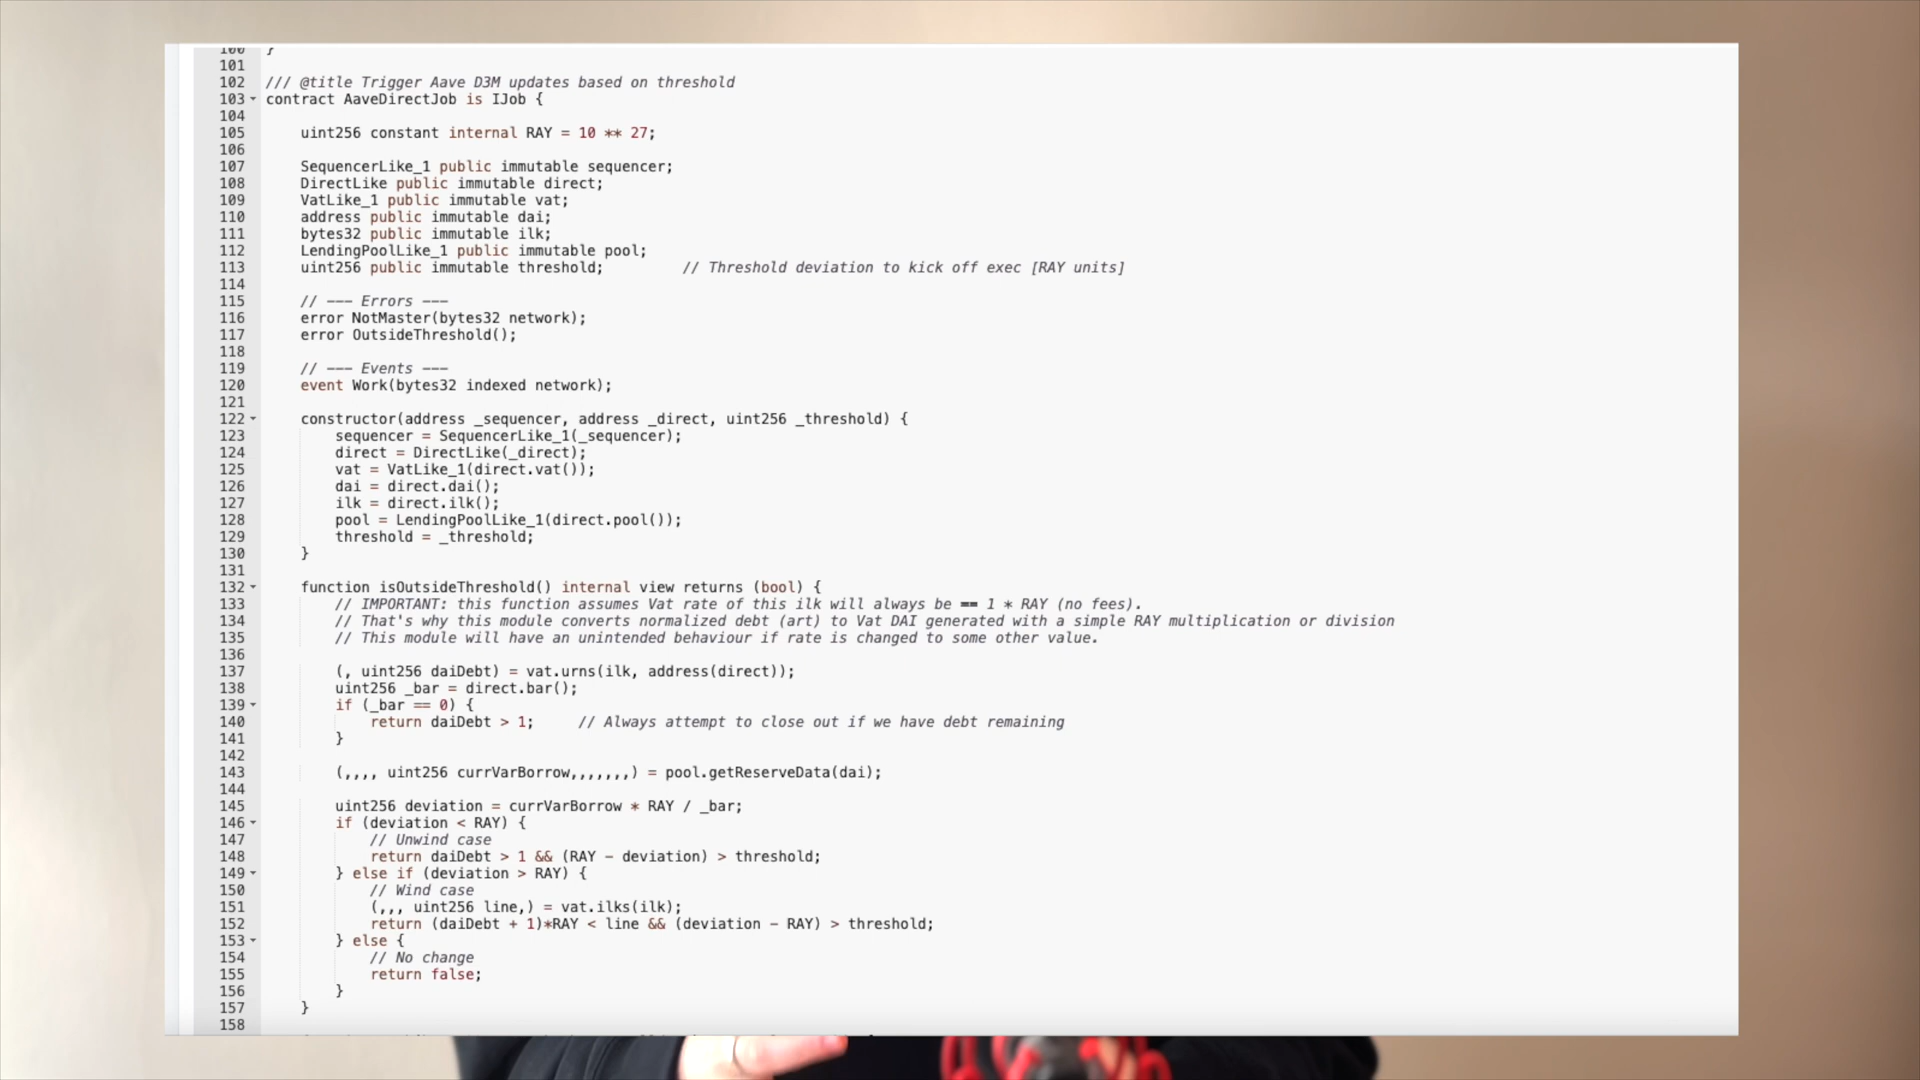 100 }
101
102 /// @title Trigger Aave D3M updates based on threshold
103 contract AaveDirectJob is IJob {
104
105     uint256 constant internal RAY = 10 ** 27;
106
107     SequencerLike_1 public immutable sequencer;
108     DirectLike public immutable direct;
109     VatLike_1 public immutable vat;
110     address public immutable dai;
111     bytes32 public immutable ilk;
112     LendingPoolLike_1 public immutable pool;
113     uint256 public immutable threshold;         // Threshold deviation to kick off exec [RAY units]
114
115     // --- Errors ---
116     error NotMaster(bytes32 network);
117     error OutsideThreshold();
118
119     // --- Events ---
120     event Work(bytes32 indexed network);
121
122     constructor(address _sequencer, address _direct, uint256 _threshold) {
123         sequencer = SequencerLike_1(_sequencer);
124         direct = DirectLike(_direct);
125         vat = VatLike_1(direct.vat());
126         dai = direct.dai();
127         ilk = direct.ilk();
128         pool = LendingPoolLike_1(direct.pool());
129         threshold = _threshold;
130     }
131
132     function isOutsideThreshold() internal view returns (bool) {
133         // IMPORTANT: this function assumes Vat rate of this ilk will always be == 1 * RAY (no fees).
134         // That's why this module converts normalized debt (art) to Vat DAI generated with a simple RAY multiplication or division
135         // This module will have an unintended behaviour if rate is changed to some other value.
136
137         (, uint256 daiDebt) = vat.urns(ilk, address(direct));
138         uint256 _bar = direct.bar();
139         if (_bar == 0) {
140             return daiDebt > 1;     // Always attempt to close out if we have debt remaining
141         }
142
143         (,,,, uint256 currVarBorrow,,,,,,,) = pool.getReserveData(dai);
144
145         uint256 deviation = currVarBorrow * RAY / _bar;
146         if (deviation < RAY) {
147             // Unwind case
148             return daiDebt > 1 && (RAY - deviation) > threshold;
149         } else if (deviation > RAY) {
150             // Wind case
151             (,,, uint256 line,) = vat.ilks(ilk);
152             return (daiDebt + 1)*RAY < line && (deviation - RAY) > threshold;
153         } else {
154             // No change
155             return false;
156         }
157     }
158